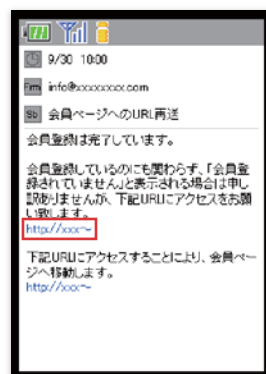 9/30 10:00
Frm info@xxxxxxxx.com
Sb 会員ページへのURL再送
会員登録は完了しています。
会員登録しているのにも関わらず、「会員登
録されていません」と表示される場合は申し
訳ありませんが、下記URLにアクセスをお願
い致します。
http://xxx～
下記URLにアクセスすることにより、会員ペー
ジへ移動します。
http://xxx～